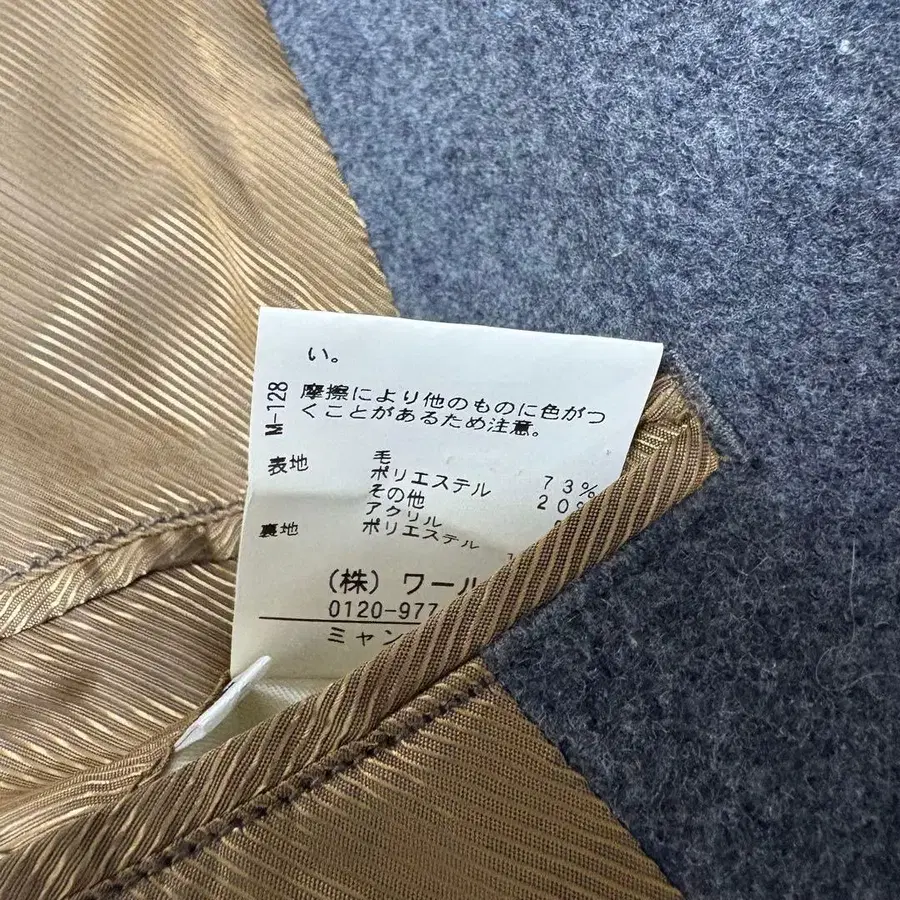 い。
M-128
摩擦により他のものに色がつ
くことがあるため注意。
表地 毛 73%
ポリエステル 20%
その他
アクリル
裏地 ポリエステル
(株) ワール
0120-977
ミャン